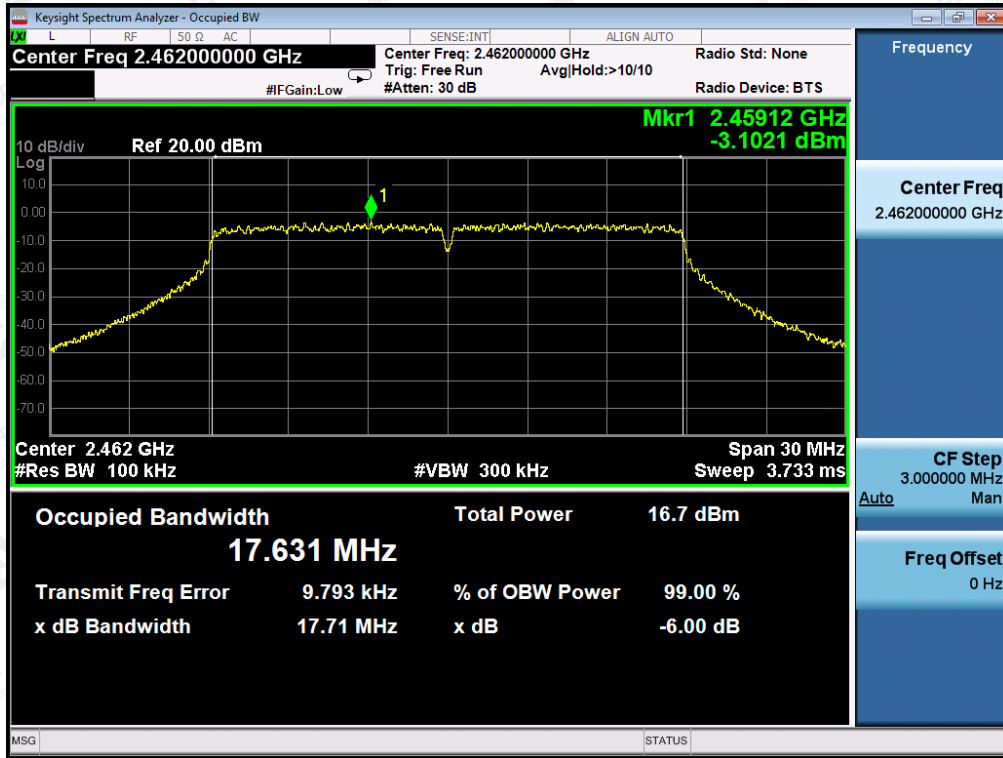 Keysight Spectrum Analyzer - Occupied BW
LXI L RF 50 Ω AC SENSE:INT ALIGN AUTO
Center Freq 2.462000000 GHz
#IFGain:Low
Center Freq: 2.462000000 GHz
Trig: Free Run Avg|Hold:>10/10
#Atten: 30 dB
Radio Std: None
Radio Device: BTS
Frequency
Mkr1 2.45912 GHz
-3.1021 dBm
10 dB/div Ref 20.00 dBm
Log
10.0
0.00
-10.0
-20.0
-30.0
-40.0
-50.0
-60.0
-70.0
1
Center 2.462 GHz Span 30 MHz
#Res BW 100 kHz #VBW 300 kHz Sweep 3.733 ms
Occupied Bandwidth Total Power 16.7 dBm
17.631 MHz
Transmit Freq Error 9.793 kHz % of OBW Power 99.00 %
x dB Bandwidth 17.71 MHz x dB -6.00 dB
Center Freq
2.462000000 GHz
CF Step
3.000000 MHz
Auto Man
Freq Offset
0 Hz
MSG STATUS